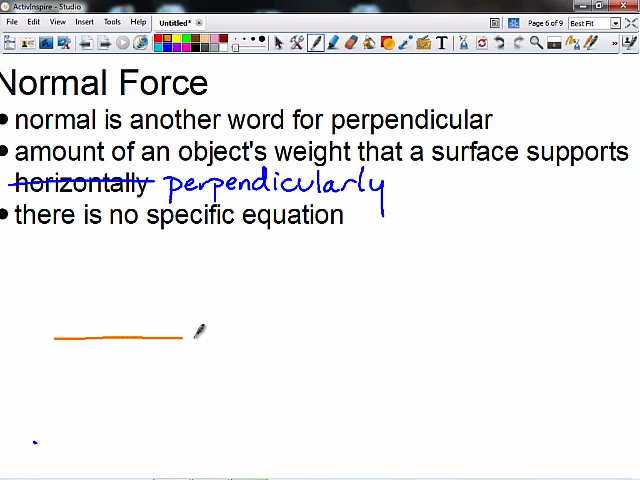 ActivInspire - Studio
File Edit View Insert Tools Help Untitled* Page 6 of 9 Best Fit
Normal Force
normal is another word for perpendicular
amount of an object's weight that a surface supports
horizontally perpendicularly
there is no specific equation